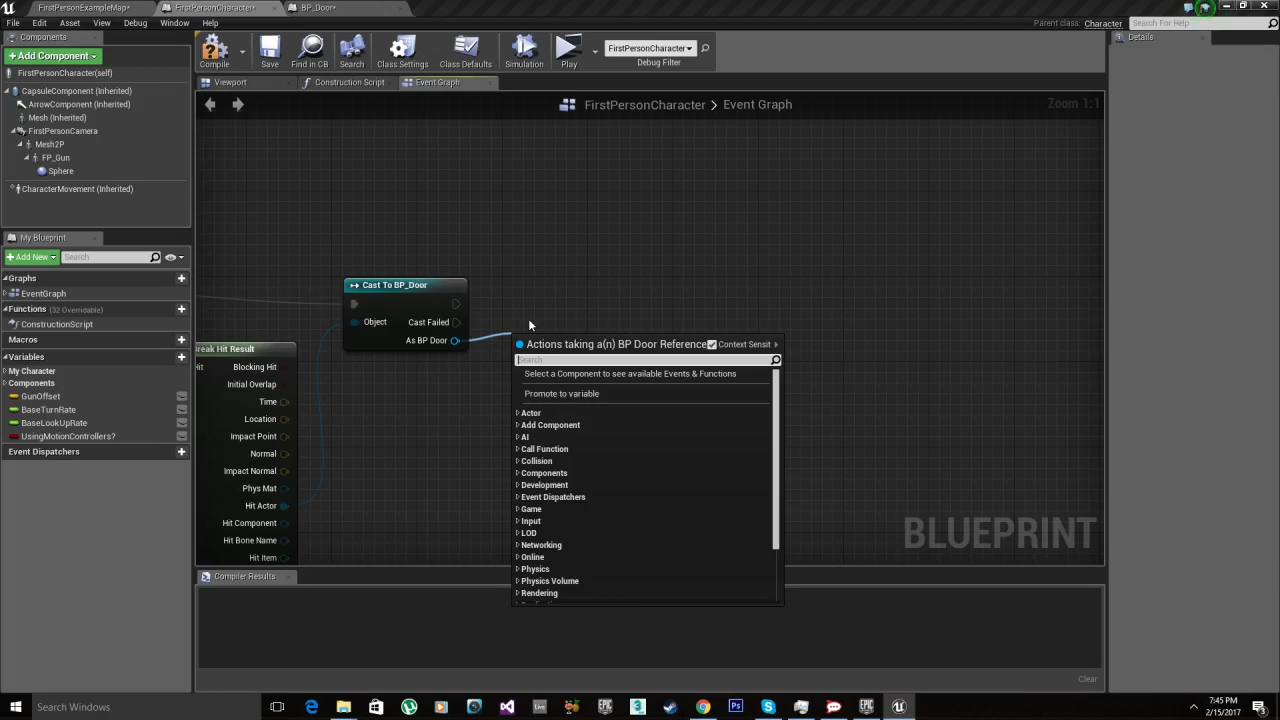 FirstPersonExampleMap*
FirstPersonCharacter*
BP_Door*
File Edit Asset View Debug Window Help
Parent class: Character
Search For Help
Components
Details
Add Component
FirstPersonCharacter(self)
CapsuleComponent (Inherited)
ArrowComponent (Inherited)
Mesh (Inherited)
FirstPersonCamera
Mesh2P
FP_Gun
Sphere
CharacterMovement (Inherited)
Compile
Save
Find in CB
Search
Class Settings
Class Defaults
Simulation
Play
FirstPersonCharacter
Debug Filter
Viewport
Construction Script
Event Graph
FirstPersonCharacter > Event Graph
Zoom 1:1
My Blueprint
Add New
Search
Graphs
EventGraph
Functions (32 Overridable)
ConstructionScript
Macros
Variables
My Character
Components
GunOffset
BaseTurnRate
BaseLookUpRate
UsingMotionControllers?
Event Dispatchers
Cast To BP_Door
Object
Cast Failed
As BP Door
reak Hit Result
Hit
Blocking Hit
Initial Overlap
Time
Location
Impact Point
Normal
Impact Normal
Phys Mat
Hit Actor
Hit Component
Hit Bone Name
Hit Item
Actions taking a(n) BP Door Reference
Context Sensit
Search
Select a Component to see available Events & Functions
Promote to variable
Actor
Add Component
AI
Call Function
Collision
Components
Development
Event Dispatchers
Game
Input
LOD
Networking
Online
Physics
Physics Volume
Rendering
BLUEPRINT
Compiler Results
Clear
Search Windows
Live
EPIC
EPIC
7:45 PM
2/15/2017